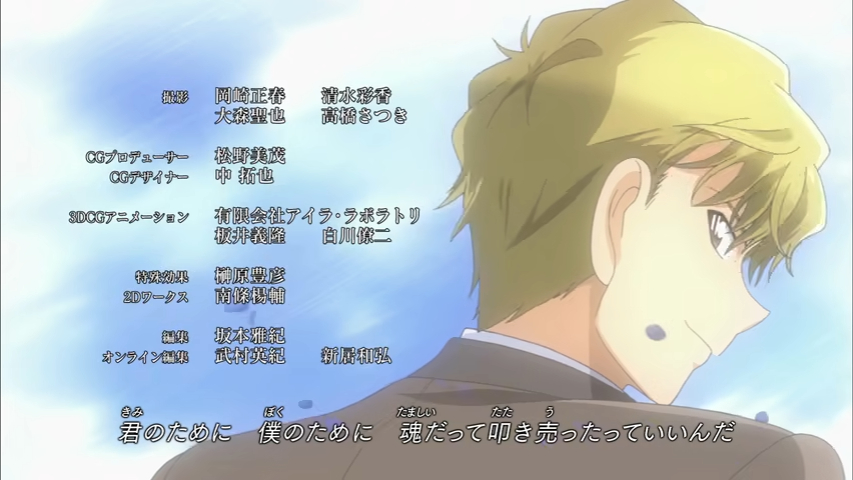 撮影 岡崎正春 清水彩香
大森聖也 高橋さつき
CGプロデューサー 松野美茂
CGデザイナー 中 拓也
3DCGアニメーション 有限会社アイラ・ラボラトリ
板井義隆 白川僚二
特殊効果 榊原豊彦
2Dワークス 南條楊輔
編集 坂本雅紀
オンライン編集 武村英紀 新居和弘
きみ ぼく たましい たた う
君のために 僕のために 魂だって叩き売ったっていいんだ